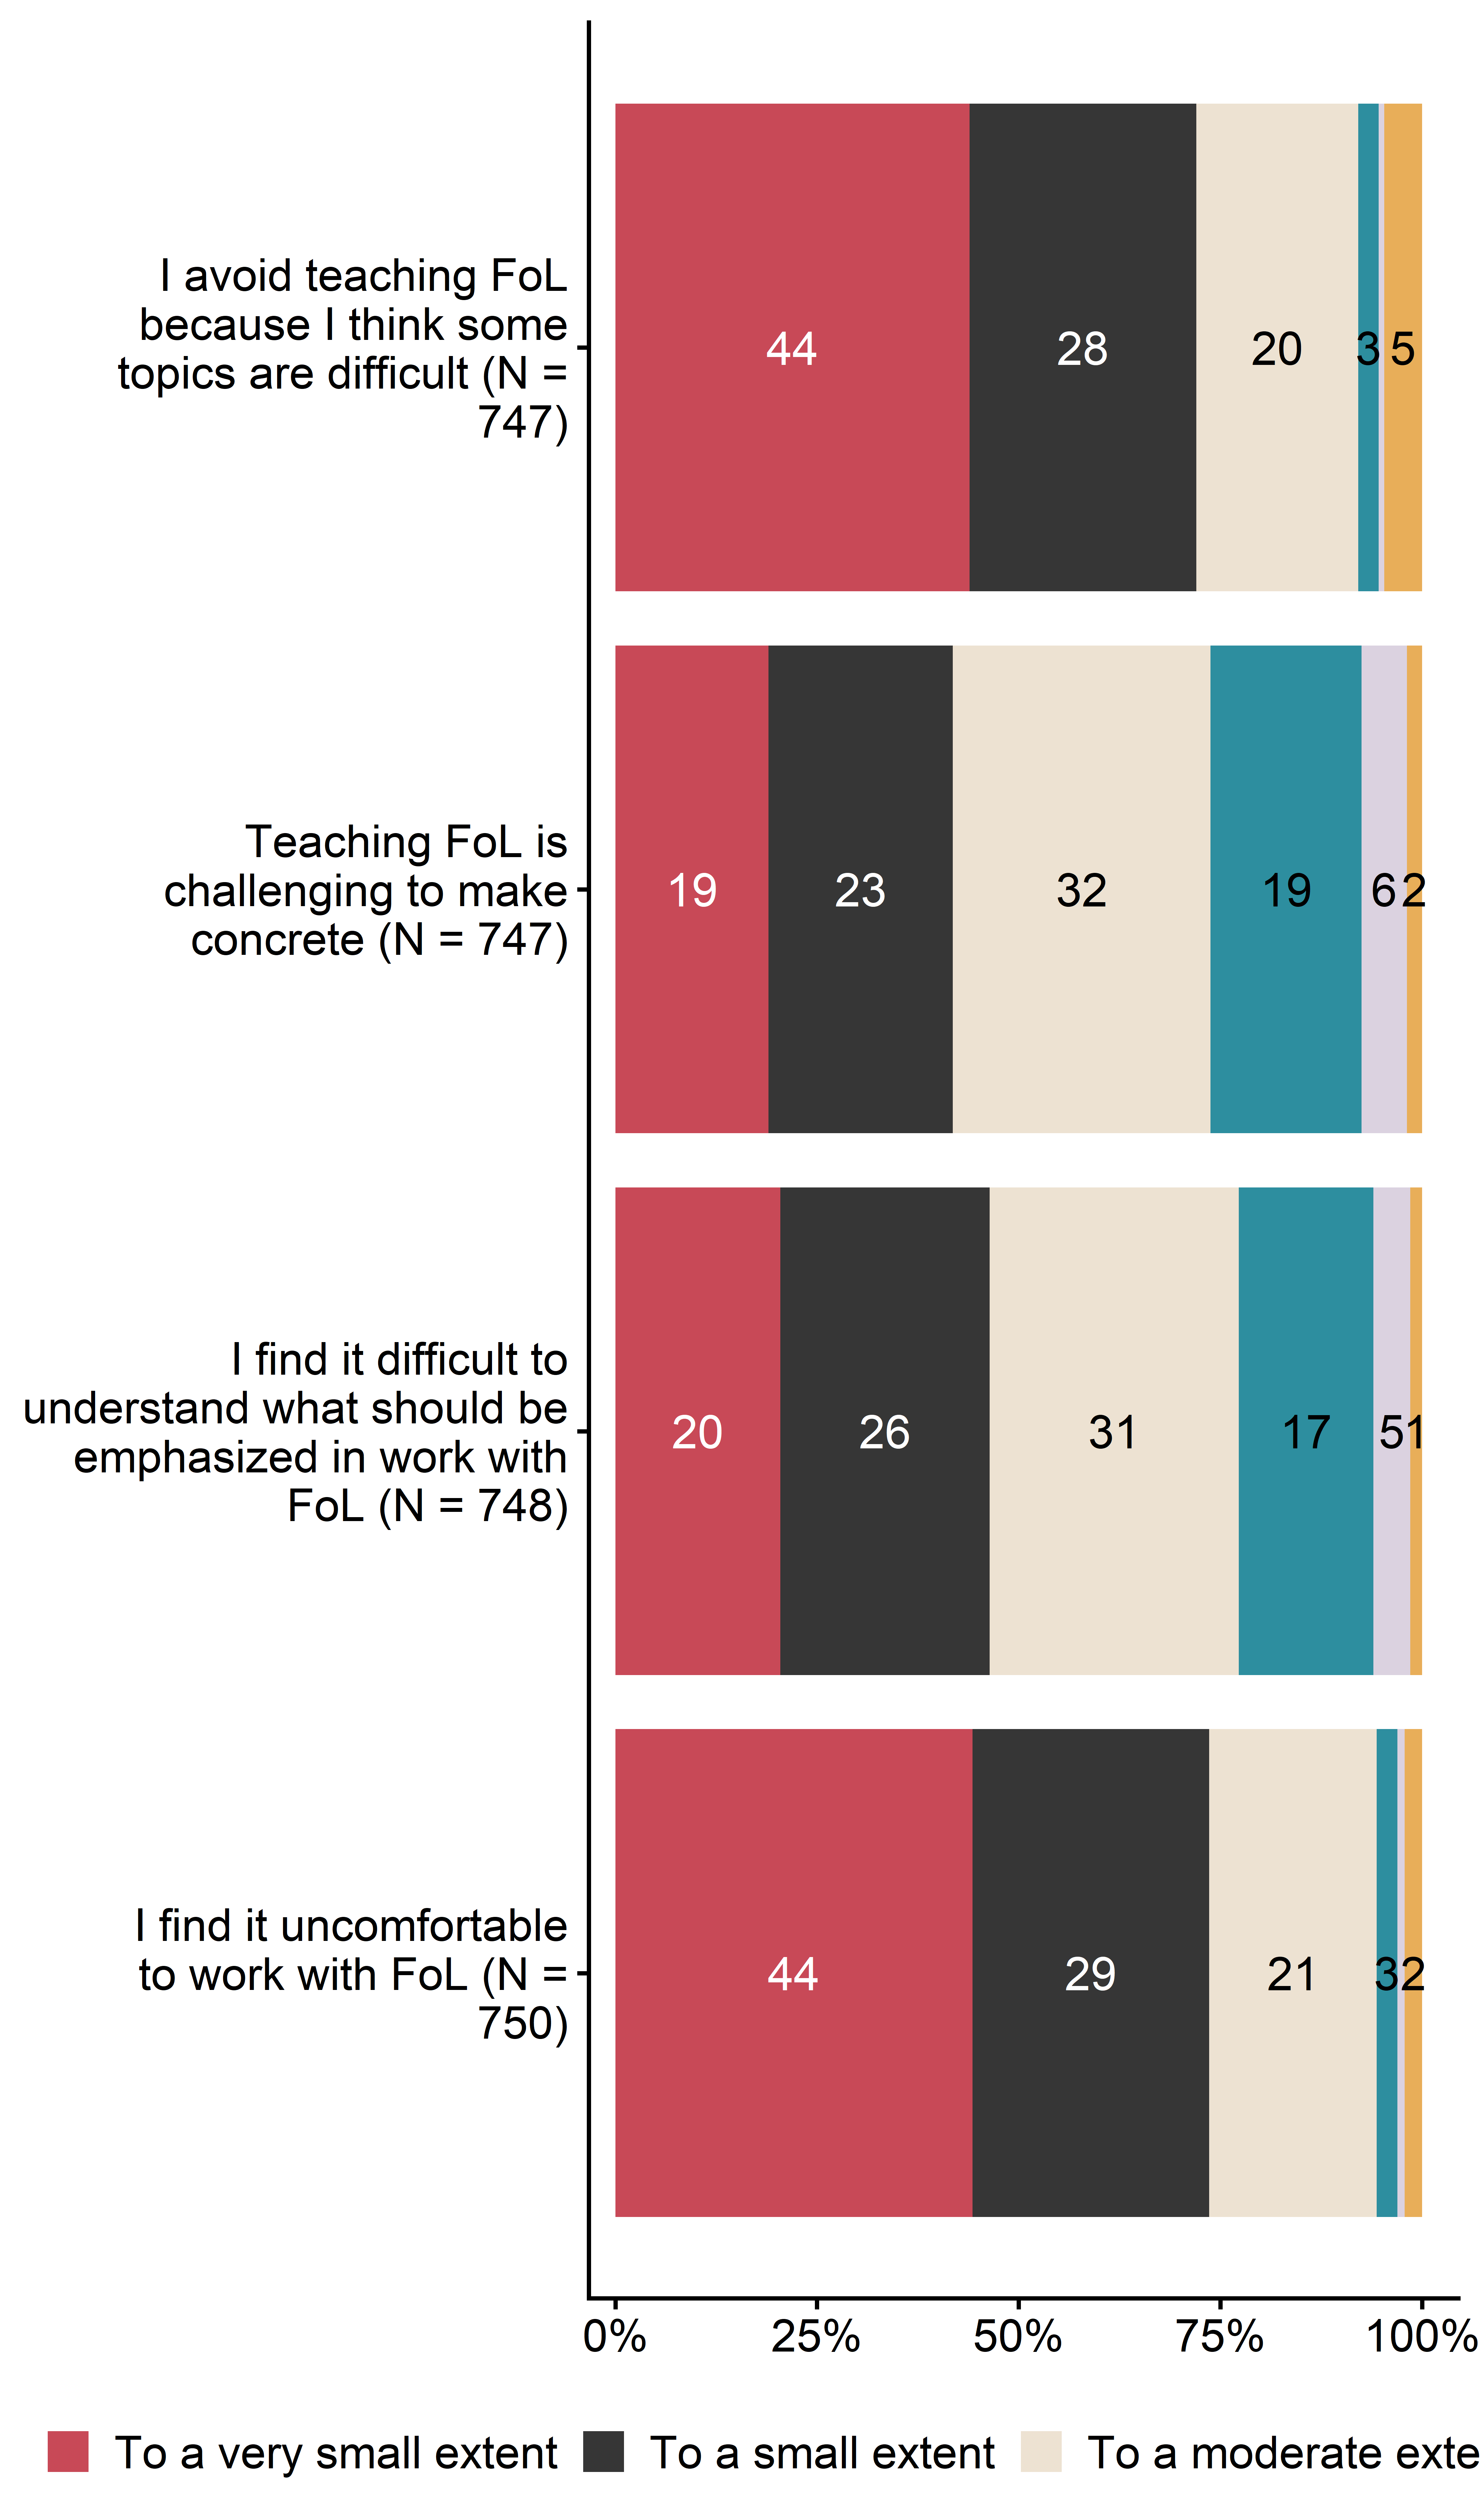 I avoid teaching FoL
because I think some
topics are difficult (N =
747)
44 28 20 3 5
Teaching FoL is
challenging to make
concrete (N = 747)
19 23 32 19 6 2
I find it difficult to
understand what should be
emphasized in work with
FoL (N = 748)
20 26 31 17 5 1
I find it uncomfortable
to work with FoL (N =
750)
44 29 21 3 2
0% 25% 50% 75% 100%
To a very small extent To a small extent To a moderate exte